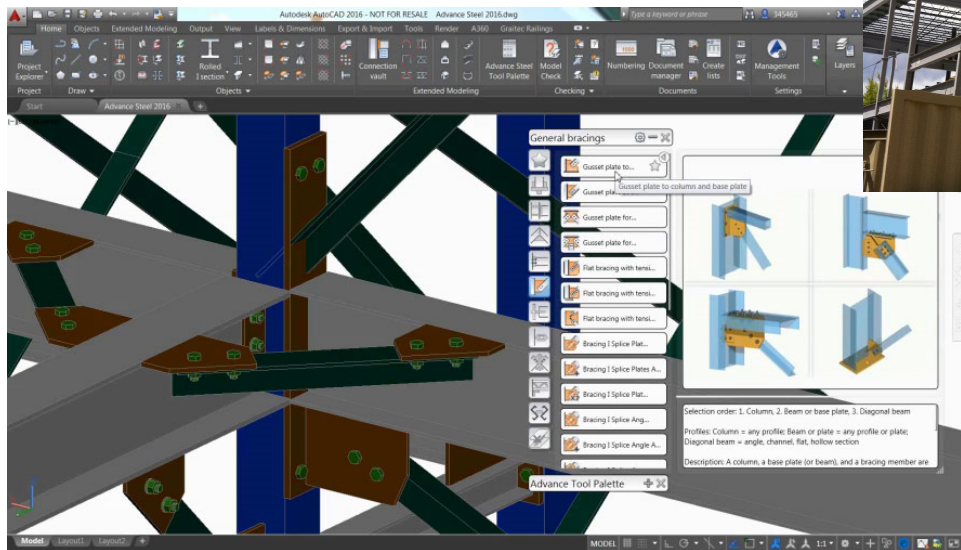 Autodesk AutoCAD 2016 - NOT FOR RESALE Advance Steel 2016.dwg
Type a keyword or phrase
345465
Home Objects Extended Modeling Output View Labels & Dimensions Export & Import Tools Render A360 Graitec Railings
Project Explorer
Rolled I section
Connection vault
Advance Steel Tool Palette
Model Check
Numbering
Document manager
Create lists
Management Tools
Layers
Project Draw Objects Extended Modeling Checking Documents Settings
Start Advance Steel 2016
General bracings
Gusset plate to...
Gusset plate to column and base plate
Gusset pla
Gusset plate for...
Gusset plate for...
Flat bracing with tensi...
Flat bracing with tensi...
Flat bracing with tensi...
Bracing I Splice Plat...
Bracing I Splice Plates A...
Bracing I Splice Plat...
Bracing I Splice Ang...
Bracing I Splice Angle A...
Selection order: 1. Column, 2. Beam or base plate, 3. Diagonal beam
Profiles: Column = any profile; Beam or plate = any profile or plate;
Diagonal beam = angle, channel, flat, hollow section
Description: A column, a base plate (or beam), and a bracing member are
Advance Tool Palette
Model Layout1 Layout2
MODEL
1:1